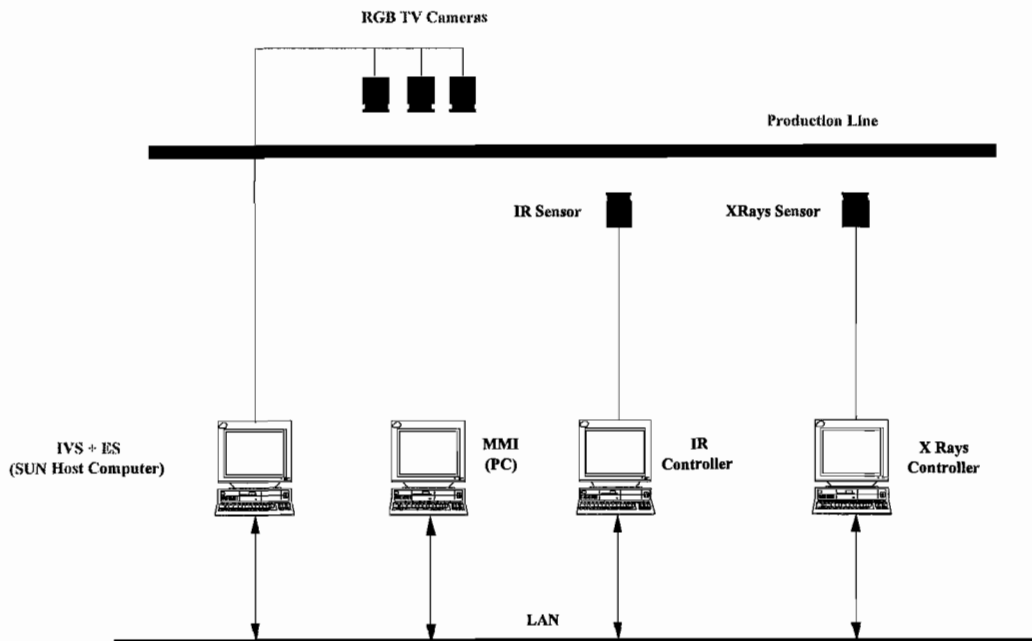 RGB TV Cameras
Production Line
IR Sensor
XRays Sensor
IVS + ES
(SUN Host Computer)
MMI
(PC)
IR
Controller
X Rays
Controller
LAN